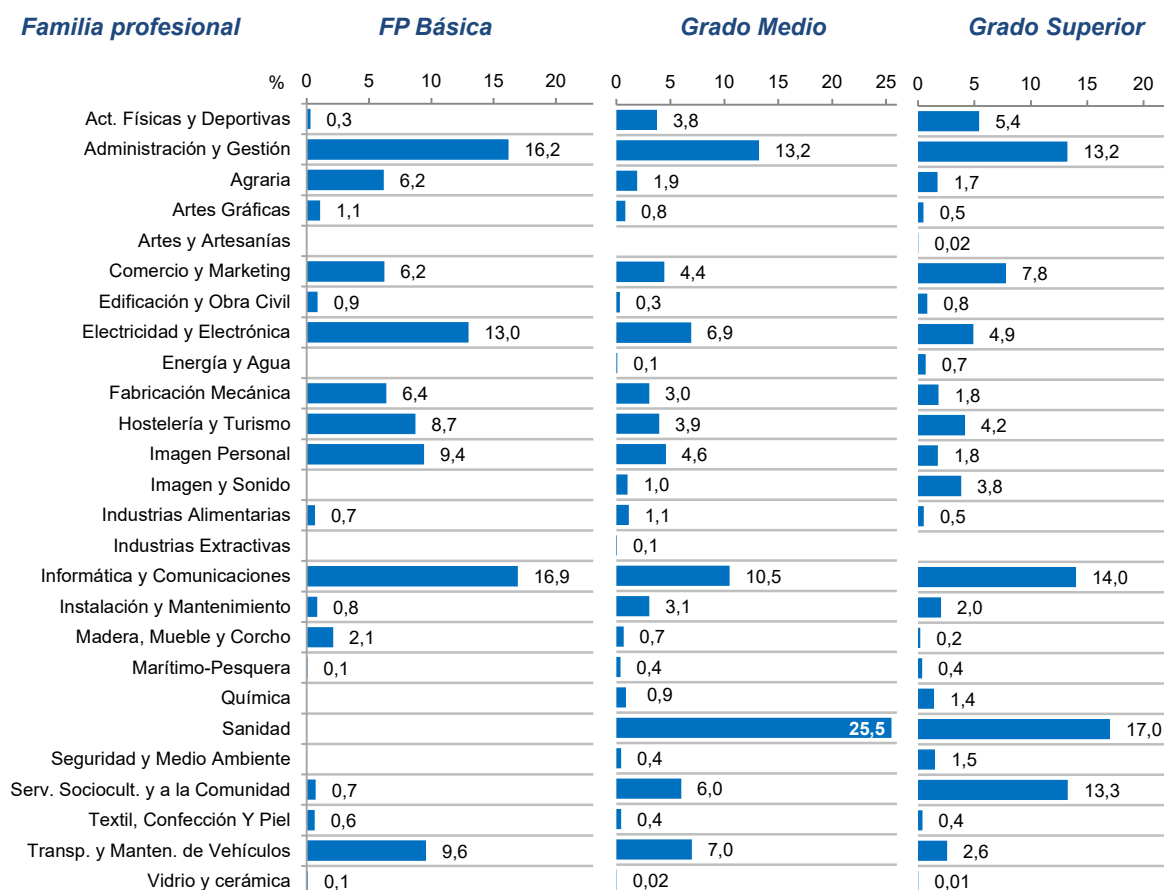 Familia profesional FP Básica Grado Medio Grado Superior
% 0 5 10 15 20 0 5 10 15 20 25 0 5 10 15 20
Act. Físicas y Deportivas 0,3 3,8 5,4
Administración y Gestión 16,2 13,2 13,2
Agraria 6,2 1,9 1,7
Artes Gráficas 1,1 0,8 0,5
Artes y Artesanías 0,02
Comercio y Marketing 6,2 4,4 7,8
Edificación y Obra Civil 0,9 0,3 0,8
Electricidad y Electrónica 13,0 6,9 4,9
Energía y Agua 0,1 0,7
Fabricación Mecánica 6,4 3,0 1,8
Hostelería y Turismo 8,7 3,9 4,2
Imagen Personal 9,4 4,6 1,8
Imagen y Sonido 1,0 3,8
Industrias Alimentarias 0,7 1,1 0,5
Industrias Extractivas 0,1
Informática y Comunicaciones 16,9 10,5 14,0
Instalación y Mantenimiento 0,8 3,1 2,0
Madera, Mueble y Corcho 2,1 0,7 0,2
Marítimo-Pesquera 0,1 0,4 0,4
Química 0,9 1,4
Sanidad 25,5 17,0
Seguridad y Medio Ambiente 0,4 1,5
Serv. Sociocult. y a la Comunidad 0,7 6,0 13,3
Textil, Confección Y Piel 0,6 0,4 0,4
Transp. y Manten. de Vehículos 9,6 7,0 2,6
Vidrio y cerámica 0,1 0,02 0,01